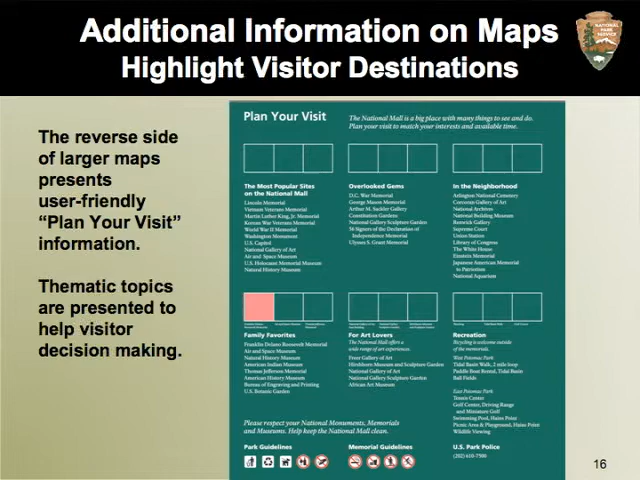 Additional Information on Maps
Highlight Visitor Destinations
NATIONAL
PARK
SERVICE
The reverse side
of larger maps
presents
user-friendly
“Plan Your Visit”
information.
Thematic topics
are presented to
help visitor
decision making.
Plan Your Visit
The National Mall is a big place with many things to see and do.
Plan your visit to match your interests and available time.
The Most Popular Sites
on the National Mall
Lincoln Memorial
Vietnam Veterans Memorial
Martin Luther King, Jr. Memorial
Korean War Veterans Memorial
World War II Memorial
Washington Monument
U.S. Capitol
National Gallery of Art
Air and Space Museum
U.S. Holocaust Memorial Museum
Natural History Museum
Overlooked Gems
D.C. War Memorial
George Mason Memorial
Arthur M. Sackler Gallery
Constitution Gardens
National Gallery Sculpture Garden
56 Signers of the Declaration of
Independence Memorial
Ulysses S. Grant Memorial
In the Neighborhood
Arlington National Cemetery
Corcoran Gallery of Art
National Archives
National Building Museum
Renwick Gallery
Supreme Court
Union Station
Library of Congress
The White House
Einstein Memorial
Japanese American Memorial
to Patriotism
National Aquarium
Family Favorites
Franklin Delano Roosevelt Memorial
Air and Space Museum
Natural History Museum
American Indian Museum
Thomas Jefferson Memorial
American History Museum
Bureau of Engraving and Printing
U.S. Botanic Garden
For Art Lovers
The National Mall offers a
wide range of art experiences.
Freer Gallery of Art
Hirshhorn Museum and Sculpture Garden
National Gallery of Art
National Gallery Sculpture Garden
African Art Museum
Recreation
Bicycling is welcome outside
of the memorials.
West Potomac Park
Tidal Basin Walk, 2 mile loop
Paddle Boat Rental, Tidal Basin
Ball Fields
East Potomac Park
Tennis Center
Golf Center, Driving Range
and Miniature Golf
Swimming Pool, Hains Point
Picnic Area & Playground, Hains Point
Wildlife Viewing
Please respect your National Monuments, Memorials
and Museums. Help keep the National Mall clean.
Park Guidelines
Memorial Guidelines
U.S. Park Police
(202) 610-7500
16